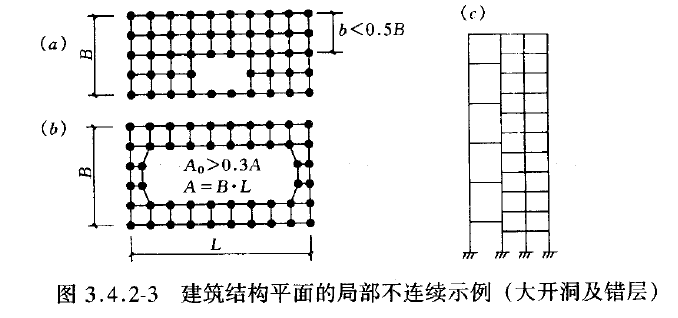 (a)
B
b<0.5B
(b)
B
A₀>0.3A
A=B·L
L
(c)
图 3.4.2-3 建筑结构平面的局部不连续示例（大开洞及错层）